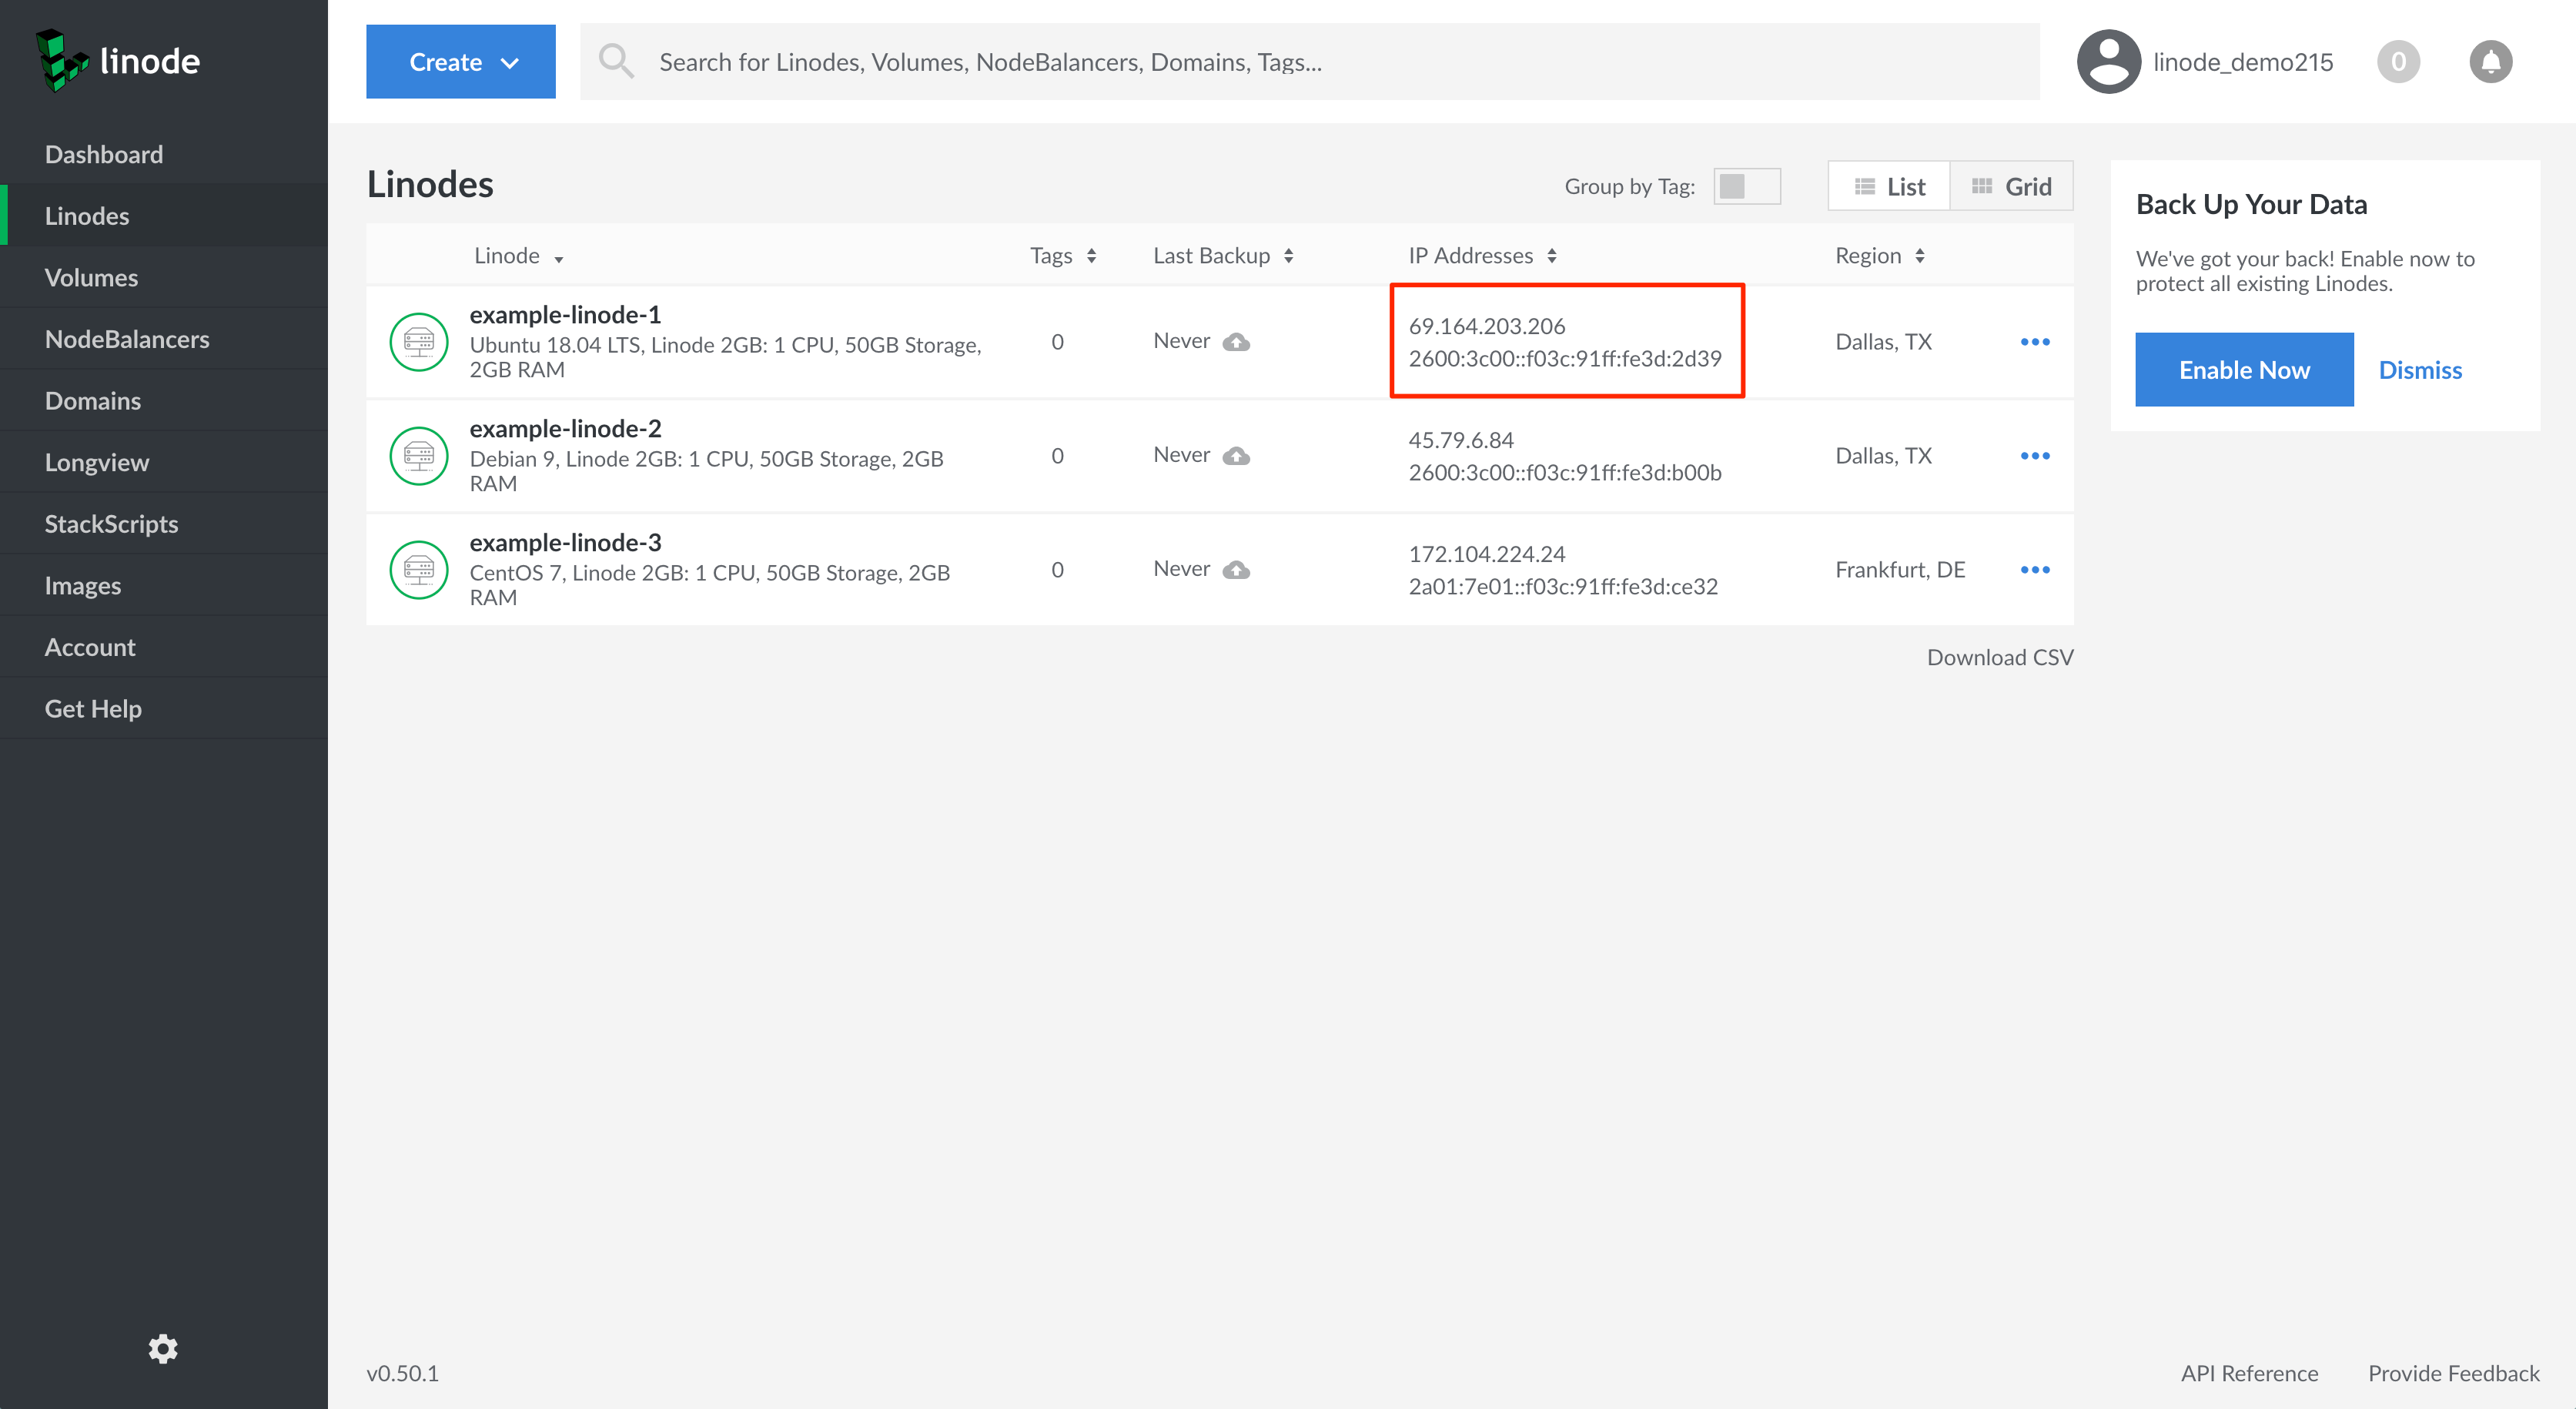 linode
Create
Search for Linodes, Volumes, NodeBalancers, Domains, Tags...
linode_demo215
0
Dashboard
Linodes
Volumes
NodeBalancers
Domains
Longview
StackScripts
Images
Account
Get Help
Linodes
Group by Tag:
List
Grid
Linode
Tags
Last Backup
IP Addresses
Region
example-linode-1
Ubuntu 18.04 LTS, Linode 2GB: 1 CPU, 50GB Storage,
2GB RAM
0
Never
69.164.203.206
2600:3c00::f03c:91ff:fe3d:2d39
Dallas, TX
example-linode-2
Debian 9, Linode 2GB: 1 CPU, 50GB Storage, 2GB
RAM
0
Never
45.79.6.84
2600:3c00::f03c:91ff:fe3d:b00b
Dallas, TX
example-linode-3
CentOS 7, Linode 2GB: 1 CPU, 50GB Storage, 2GB
RAM
0
Never
172.104.224.24
2a01:7e01::f03c:91ff:fe3d:ce32
Frankfurt, DE
Download CSV
Back Up Your Data
We've got your back! Enable now to
protect all existing Linodes.
Enable Now
Dismiss
v0.50.1
API Reference
Provide Feedback